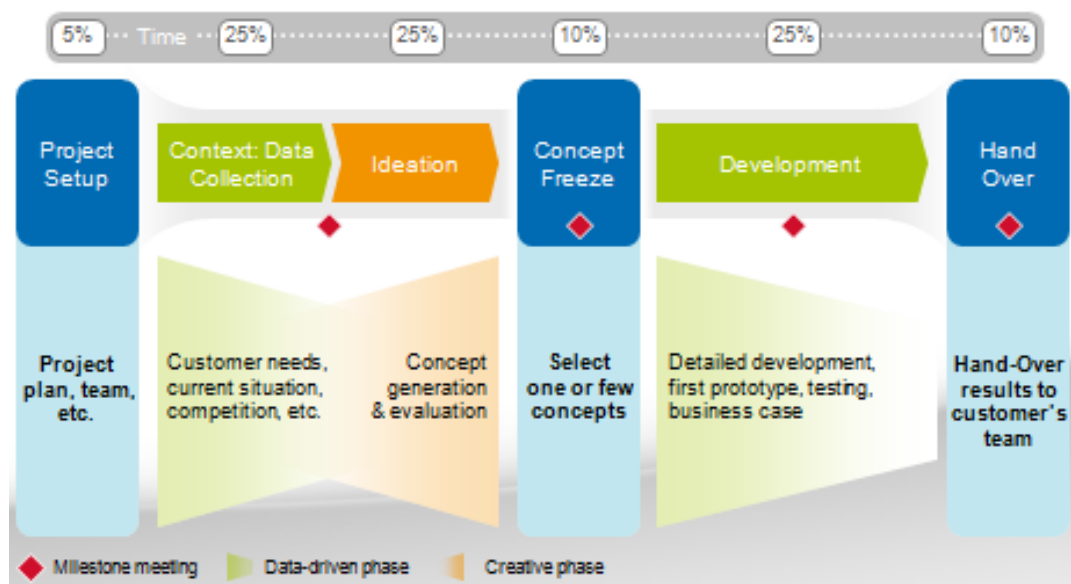 5% Time 25% 25% 10% 25% 10%
Project
Setup
Context: Data
Collection
Ideation
Concept
Freeze
Development
Hand
Over
Project
plan, team,
etc.
Customer needs,
current situation,
competition, etc.
Concept
generation
& evaluation
Select
one or few
concepts
Detailed development,
first prototype, testing,
business case
Hand-Over
results to
customer's
team
Milestone meeting
Data-driven phase
Creative phase